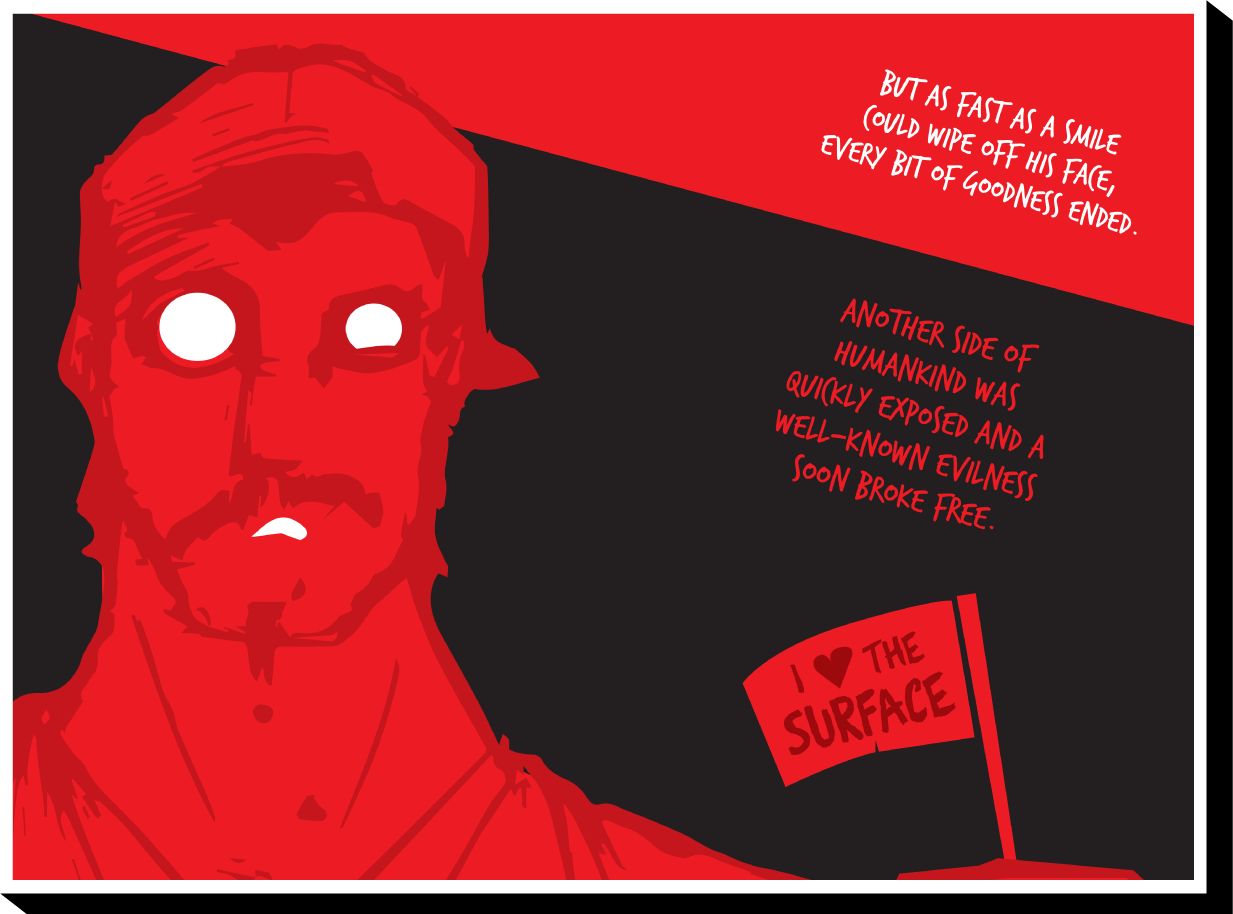 BUT AS FAST AS A SMILE
COULD WIPE OFF HIS FACE,
EVERY BIT OF GOODNESS ENDED.
ANOTHER SIDE OF
HUMANKIND WAS
QUICKLY EXPOSED AND A
WELL-KNOWN EVILNESS
SOON BROKE FREE.
I ♥ THE
SURFACE